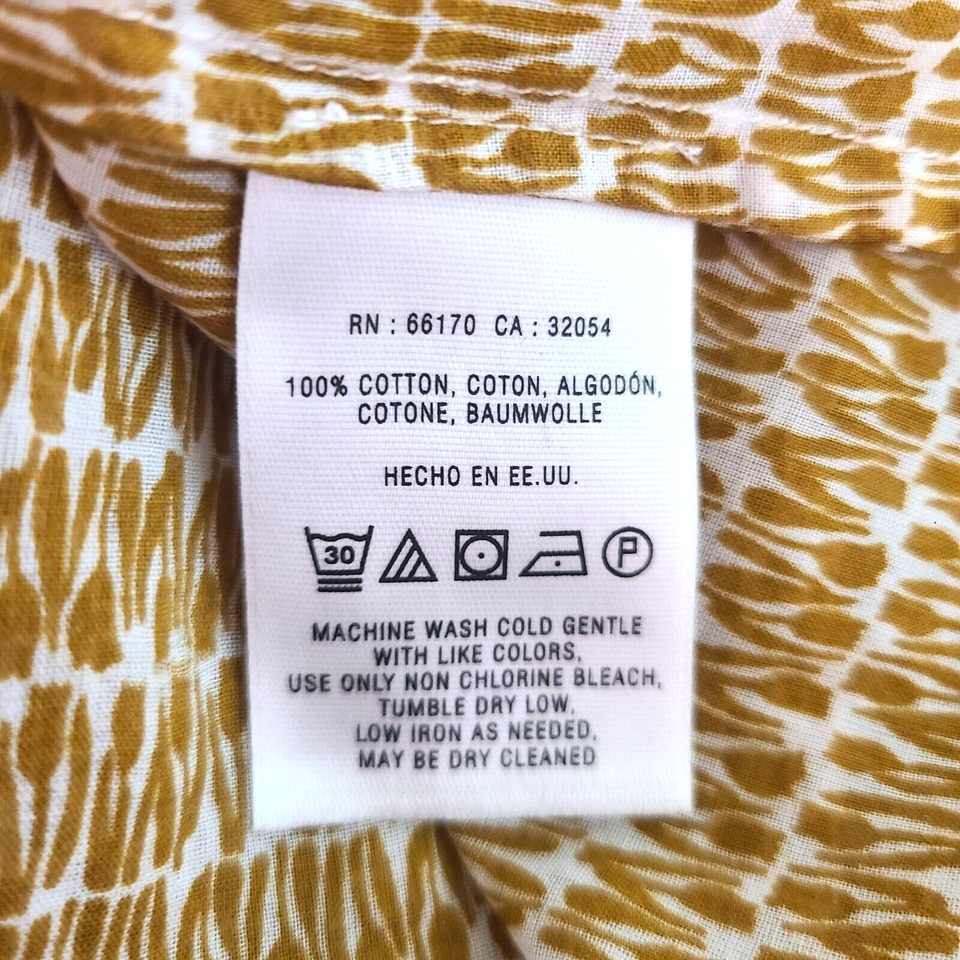 RN : 66170 CA : 32054
100% COTTON, COTON, ALGODÓN,
COTONE, BAUMWOLLE
HECHO EN EE.UU.
30 P
MACHINE WASH COLD GENTLE
WITH LIKE COLORS,
USE ONLY NON CHLORINE BLEACH,
TUMBLE DRY LOW,
LOW IRON AS NEEDED,
MAY BE DRY CLEANED